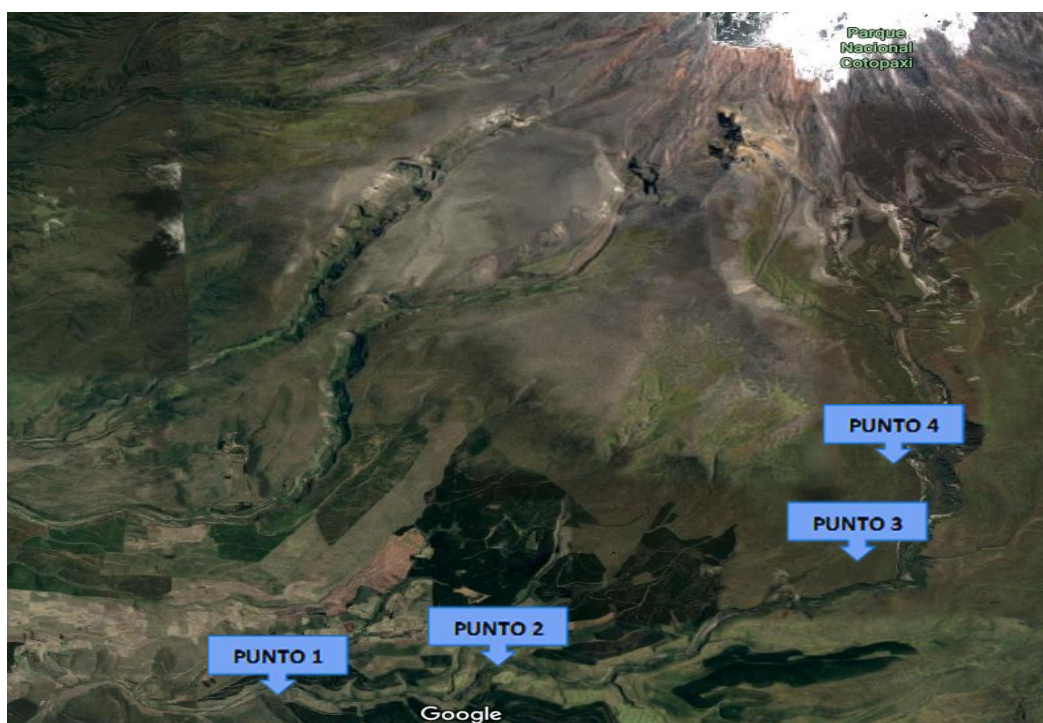 Parque
Nacional
Cotopaxi
PUNTO 4
PUNTO 3
PUNTO 2
PUNTO 1
Google